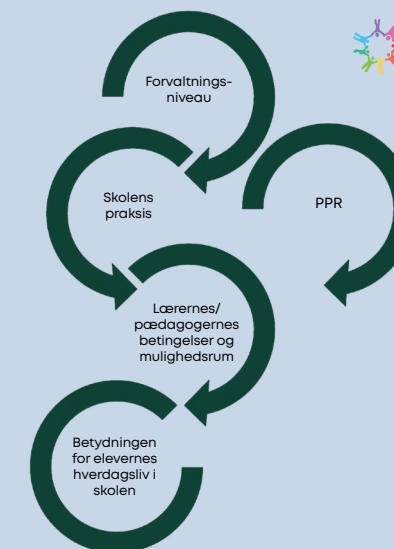 Forvaltnings-
niveau
Skolens
praksis
PPR
Lærernes/
pædagogernes
betingelser og
mulighedsrum
Betydningen
for elevernes
hverdagsliv i
skolen